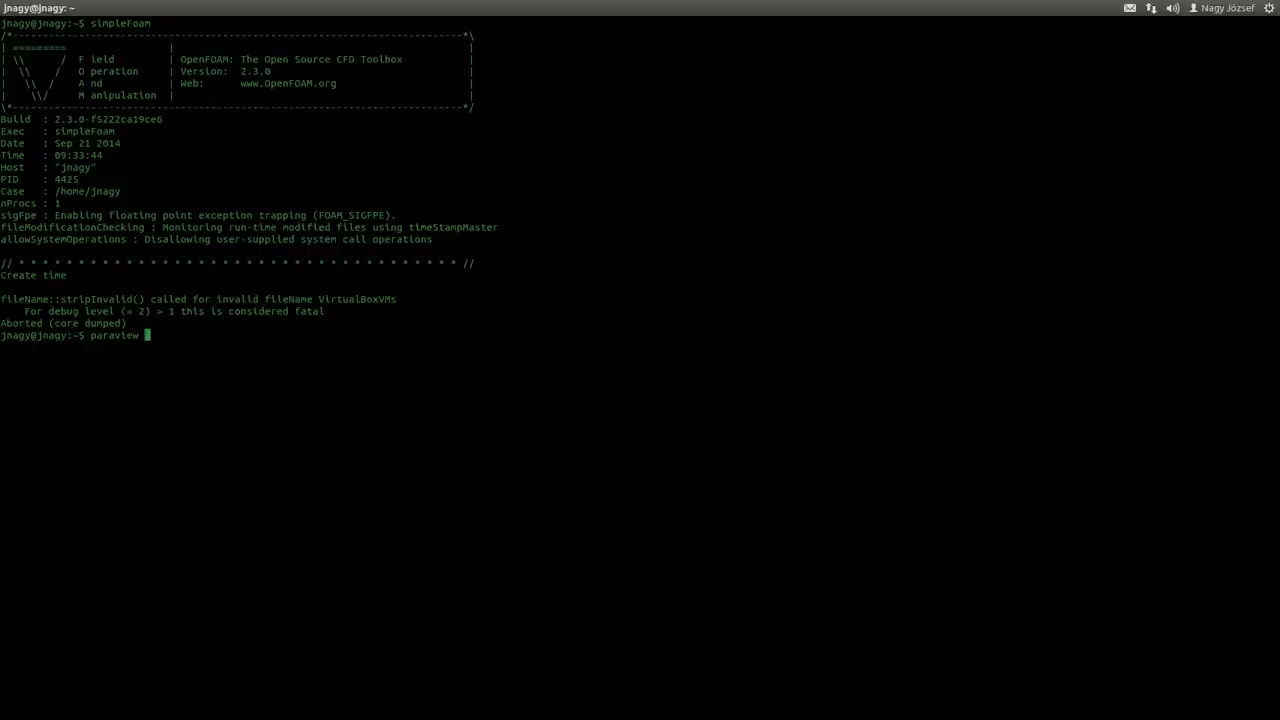 jnagy@jnagy: ~
Nagy József
jnagy@jnagy:~$ simpleFoam
/*---------------------------------------------------------------------------*\
| =========                 |                                                 |
| \\      /  F ield         | OpenFOAM: The Open Source CFD Toolbox           |
|  \\    /   O peration     | Version:  2.3.0                                 |
|   \\  /    A nd           | Web:      www.OpenFOAM.org                      |
|    \\/     M anipulation  |                                                 |
\*---------------------------------------------------------------------------*/
Build  : 2.3.0-f5222ca19ce6
Exec   : simpleFoam
Date   : Sep 21 2014
Time   : 09:33:44
Host   : "jnagy"
PID    : 4425
Case   : /home/jnagy
nProcs : 1
sigFpe : Enabling floating point exception trapping (FOAM_SIGFPE).
fileModificationChecking : Monitoring run-time modified files using timeStampMaster
allowSystemOperations : Disallowing user-supplied system call operations
// * * * * * * * * * * * * * * * * * * * * * * * * * * * * * * * * * * * * * //
Create time
fileName::stripInvalid() called for invalid fileName VirtualBoxVMs
    For debug level (= 2) > 1 this is considered fatal
Aborted (core dumped)
jnagy@jnagy:~$ paraview